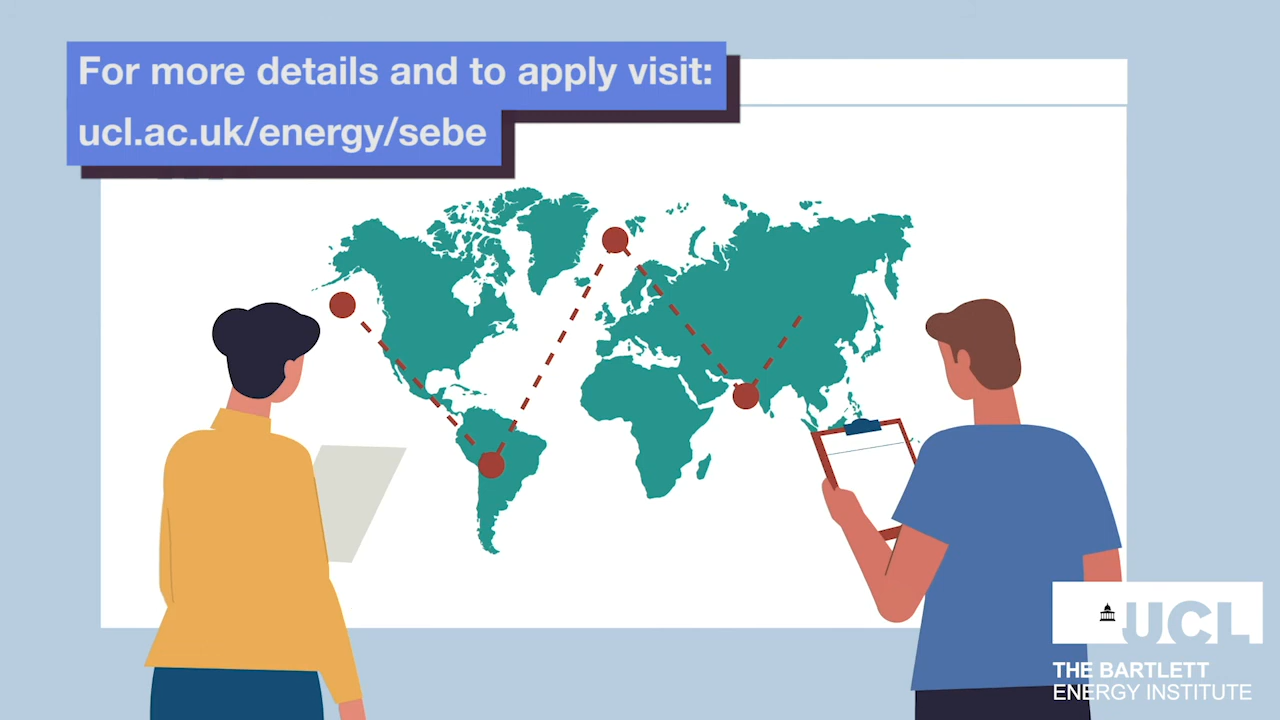 For more details and to apply visit:
ucl.ac.uk/energy/sebe
UCL
THE BARTLETT
ENERGY INSTITUTE